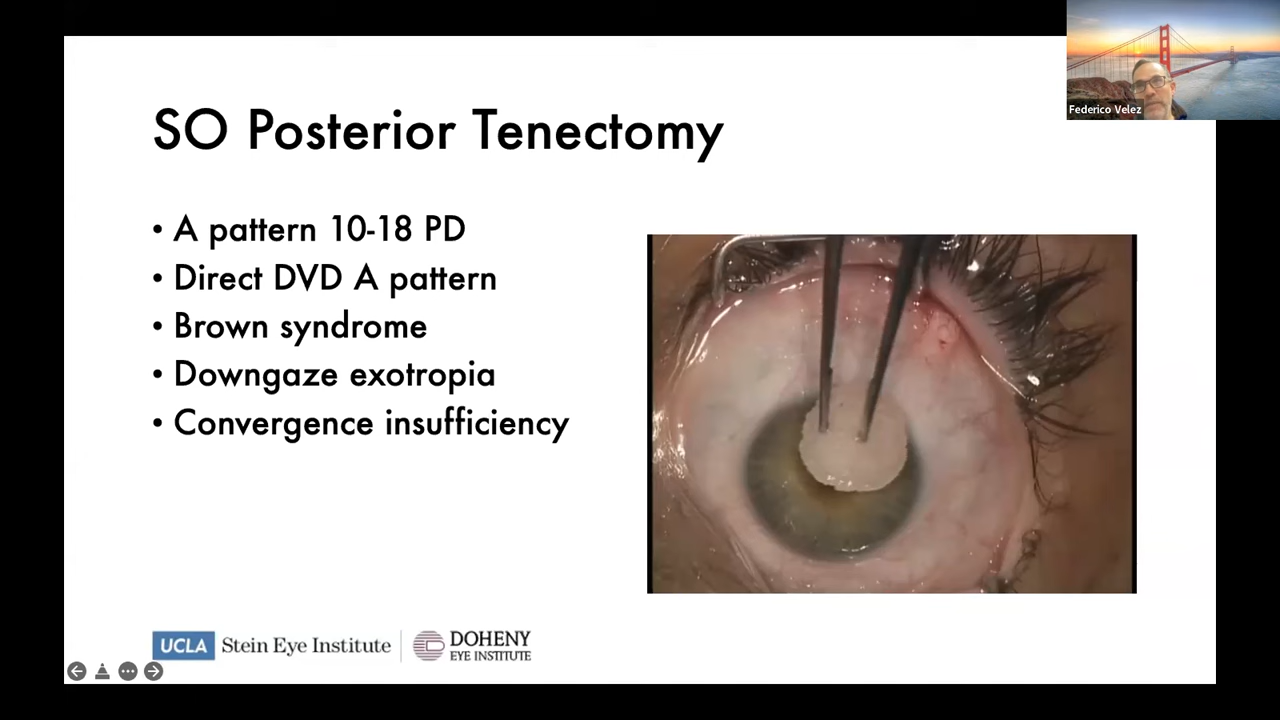 Federico Velez
SO Posterior Tenectomy
• A pattern 10-18 PD
• Direct DVD A pattern
• Brown syndrome
• Downgaze exotropia
• Convergence insufficiency
UCLA Stein Eye Institute
DOHENY
EYE INSTITUTE